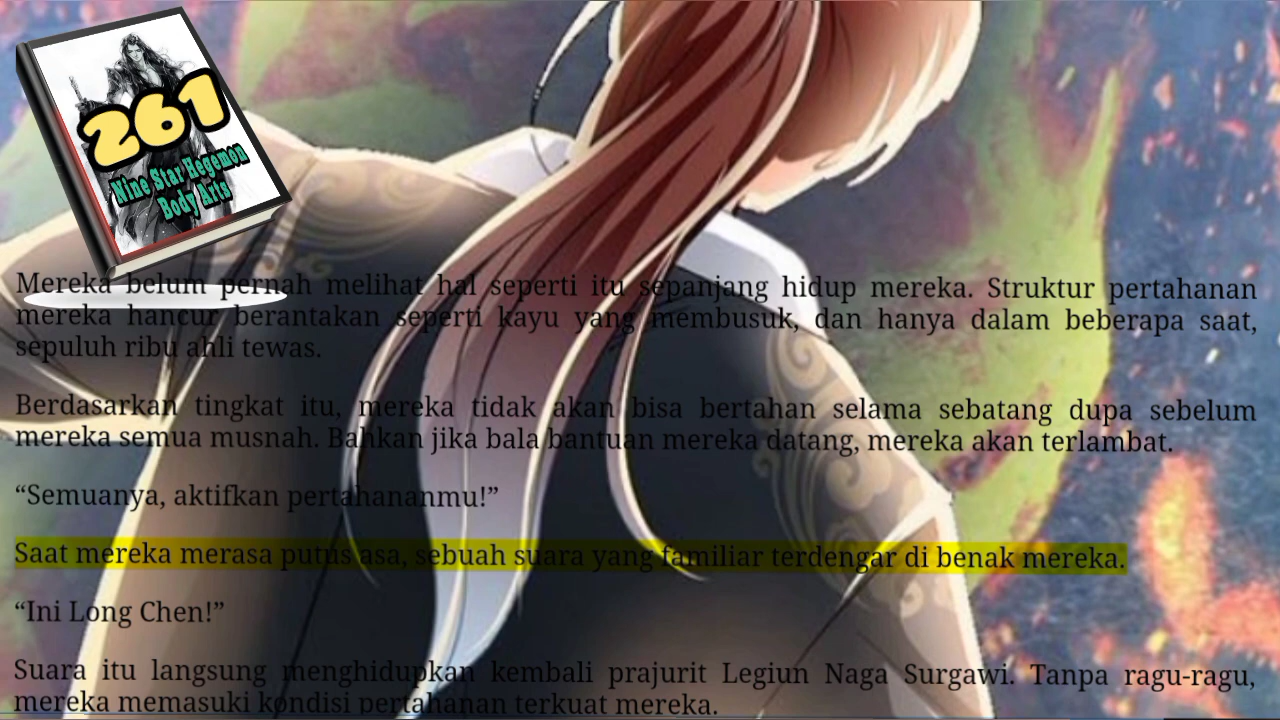 261
Nine Star Hegemon
Body Arts
Mereka belum pernah melihat hal seperti itu sepanjang hidup mereka. Struktur pertahanan
mereka hancur berantakan seperti kayu yang membusuk, dan hanya dalam beberapa saat,
sepuluh ribu ahli tewas.
Berdasarkan tingkat itu, mereka tidak akan bisa bertahan selama sebatang dupa sebelum
mereka semua musnah. Bahkan jika bala bantuan mereka datang, mereka akan terlambat.
“Semuanya, aktifkan pertahananmu!”
Saat mereka merasa putus asa, sebuah suara yang familiar terdengar di benak mereka.
“Ini Long Chen!”
Suara itu langsung menghidupkan kembali prajurit Legiun Naga Surgawi. Tanpa ragu-ragu,
mereka memasuki kondisi pertahanan terkuat mereka.